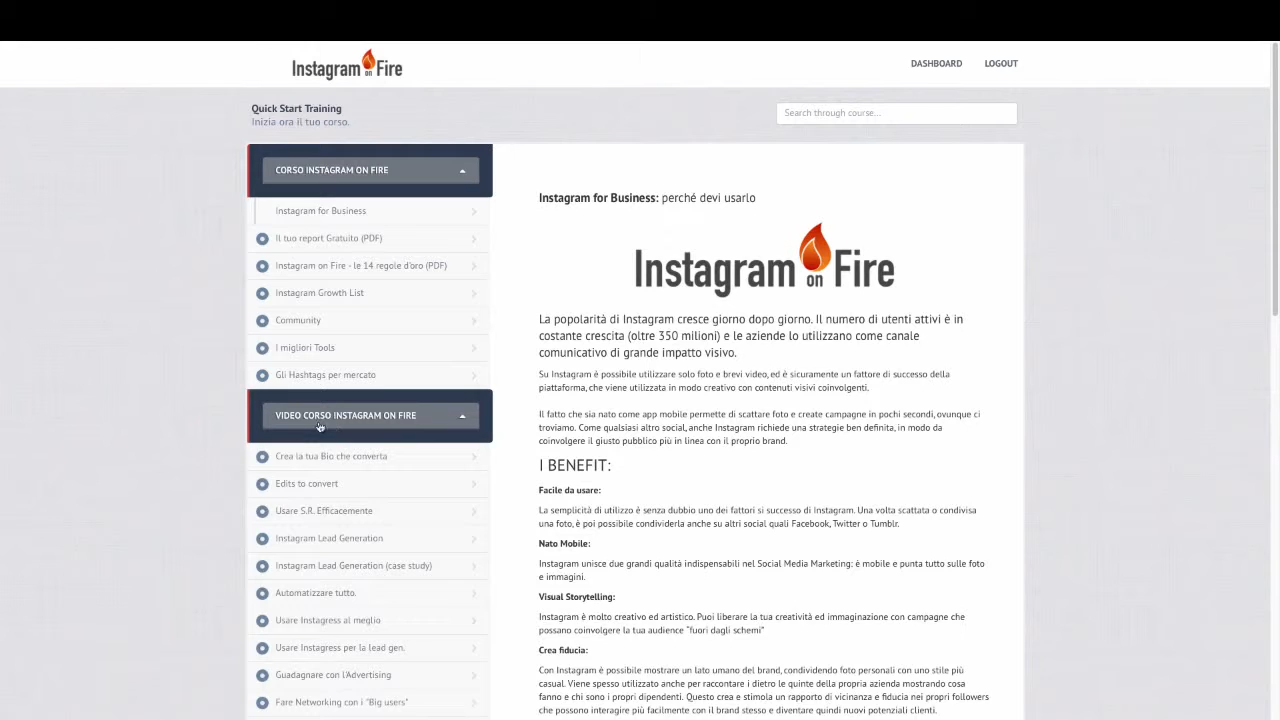 Instagram on Fire
DASHBOARD
LOGOUT
Quick Start Training
Inizia ora il tuo corso.
Search through course...
CORSO INSTAGRAM ON FIRE
Instagram for Business
Il tuo report Gratuito (PDF)
Instagram on Fire - le 14 regole d'oro (PDF)
Instagram Growth List
Community
I migliori Tools
Gli Hashtags per mercato
VIDEO CORSO INSTAGRAM ON FIRE
Crea la tua Bio che converta
Edits to convert
Usare S.R. Efficacemente
Instagram Lead Generation
Instagram Lead Generation (case study)
Automatizzare tutto.
Usare Instagress al meglio
Usare Instagress per la lead gen.
Guadagnare con l'Advertising
Fare Networking con i "Big users"
Instagram for Business: perché devi usarlo
Instagram on Fire
La popolarità di Instagram cresce giorno dopo giorno. Il numero di utenti attivi è in
costante crescita (oltre 350 milioni) e le aziende lo utilizzano come canale
comunicativo di grande impatto visivo.
Su Instagram è possibile utilizzare solo foto e brevi video, ed è sicuramente un fattore di successo della
piattaforma, che viene utilizzata in modo creativo con contenuti visivi coinvolgenti.
Il fatto che sia nato come app mobile permette di scattare foto e creare campagne in pochi secondi, ovunque ci
troviamo. Come qualsiasi altro social, anche Instagram richiede una strategie ben definita, in modo da
coinvolgere il giusto pubblico più in linea con il proprio brand.
I BENEFIT:
Facile da usare:
La semplicità di utilizzo è senza dubbio uno dei fattori si successo di Instagram. Una volta scattata o condivisa
una foto, è poi possibile condividerla anche su altri social quali Facebook, Twitter o Tumblr.
Nato Mobile:
Instagram unisce due grandi qualità indispensabili nel Social Media Marketing: è mobile e punta tutto sulle foto
e immagini.
Visual Storytelling:
Instagram è molto creativo ed artistico. Puoi liberare la tua creatività ed immaginazione con campagne che
possano coinvolgere la tua audience “fuori dagli schemi”
Crea fiducia:
Con Instagram è possibile mostrare un lato umano del brand, condividendo foto personali con uno stile più
casual. Viene spesso utilizzato anche per raccontare i dietro le quinte della propria azienda mostrando cosa
fanno e chi sono i propri dipendenti. Questo crea e stimola un rapporto di vicinanza e fiducia nei propri followers
che possono interagire più facilmente con il brand stesso e diventare quindi nuovi potenziali clienti.